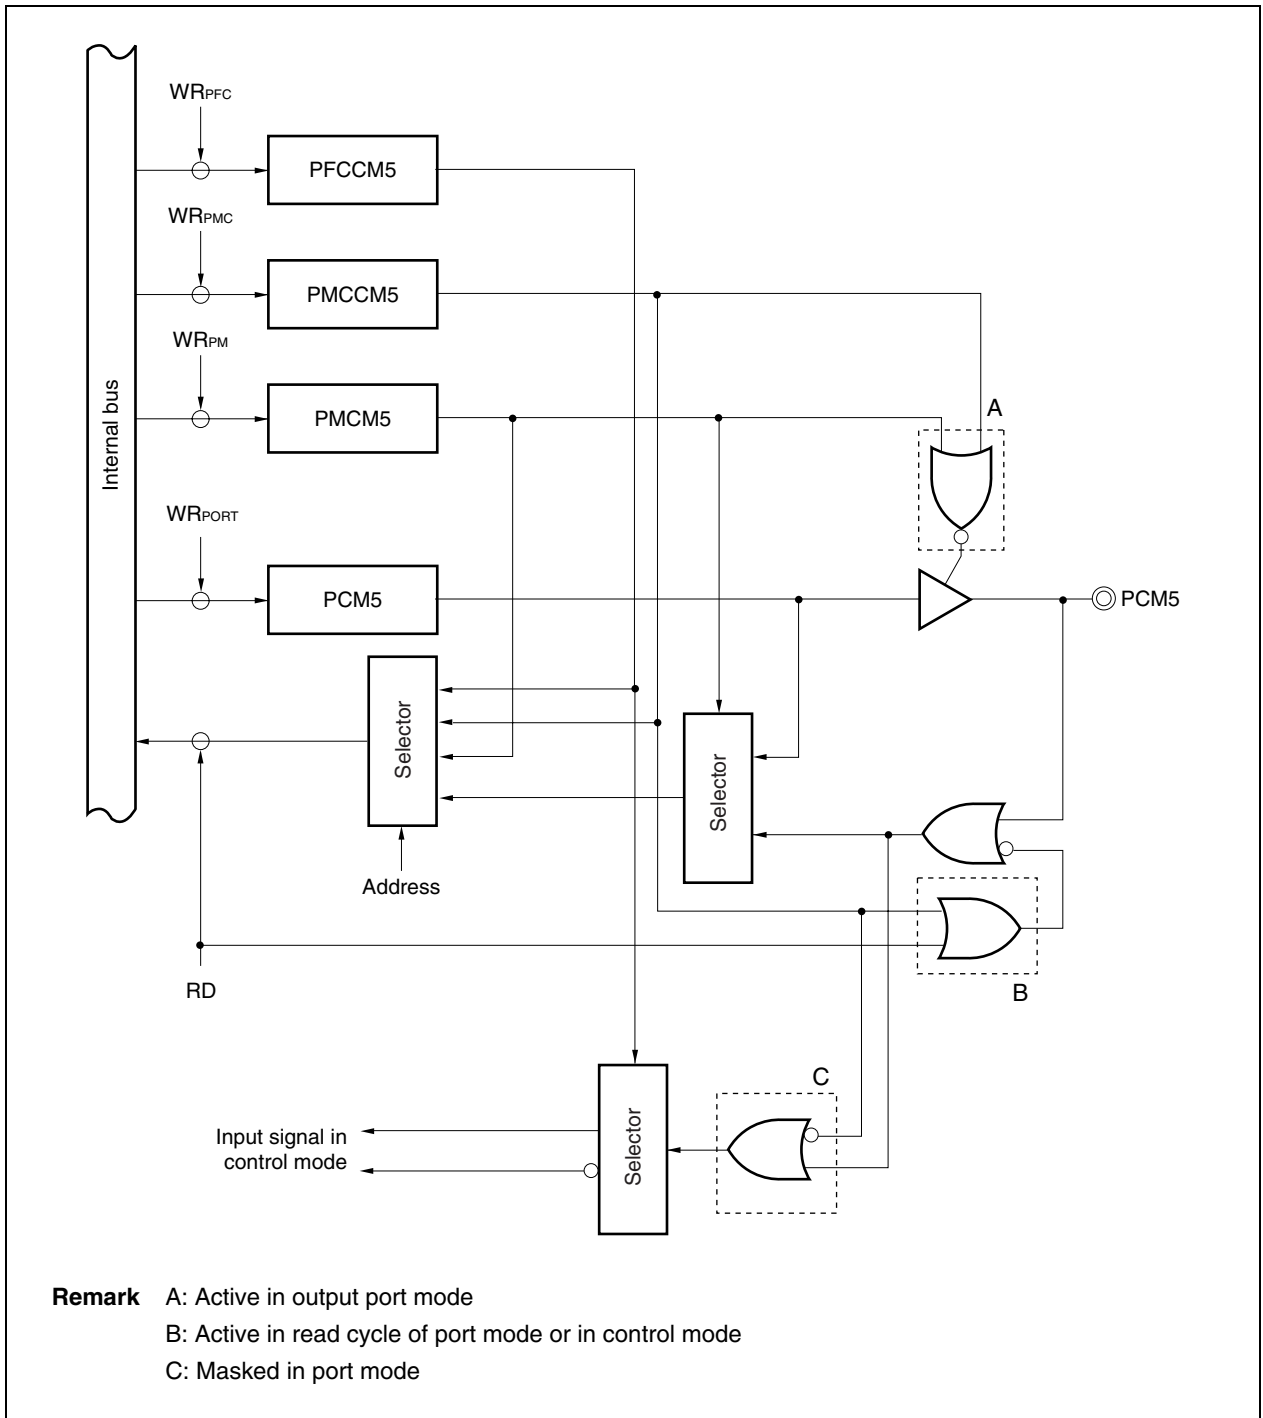 WRPFC
PFCCM5
WRPMC
PMCCM5
WRPM
PMCM5
A
Internal bus
WRPORT
PCM5
PCM5
Selector
Selector
Address
RD
B
C
Selector
Input signal in
control mode
Remark A: Active in output port mode
B: Active in read cycle of port mode or in control mode
C: Masked in port mode